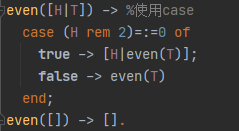 even([H|T]) -> %使用case
case (H rem 2)=:=0 of
true -> [H|even(T)];
false -> even(T)
end;
even([]) -> [].